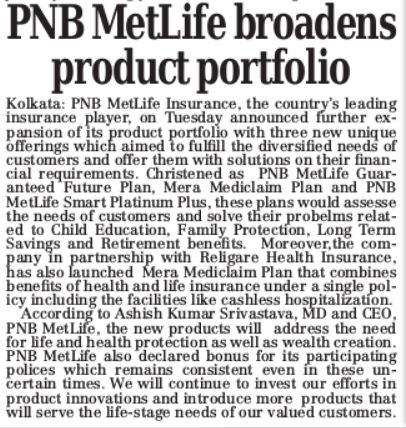 PNB MetLife broadens
product portfolio
Kolkata: PNB MetLife Insurance, the country's leading
insurance player, on Tuesday announced further ex-
pansion of its product portfolio with three new unique
offerings which aimed to fulfill the diversified needs of
customers and offer them with solutions on their finan-
cial requirements. Christened as PNB MetLife Guar-
anteed Future Plan, Mera Mediclaim Plan and PNB
MetLife Smart Platinum Plus, these plans would assesse
the needs of customers and solve their probelms relat-
ed to Child Education, Family Protection, Long Term
Savings and Retirement benefits. Moreover,the com-
pany in partnership with Religare Health Insurance,
has also launched Mera Mediclaim Plan that combines
benefits of health and life insurance under a single pol-
icy including the facilities like cashless hospitalization.
According to Ashish Kumar Srivastava, MD and CEO,
PNB MetLife, the new products will address the need
for life and health protection as well as wealth creation.
PNB MetLife also declared bonus for its participating
polices which remains consistent even in these un-
certain times. We will continue to invest our efforts in
product innovations and introduce more products that
will serve the life-stage needs of our valued customers.